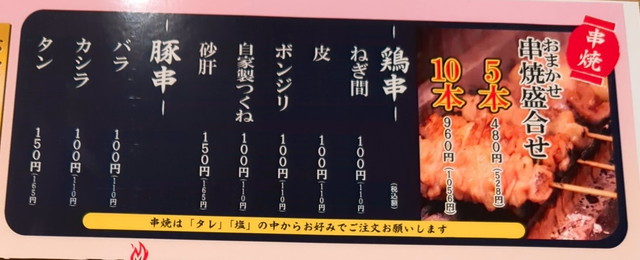 串焼
おまかせ
串焼盛合せ
5本 480円(528円)
10本 960円(1056円)
鶏串
(税込額)
ねぎ間 100円(110円)
皮 100円(110円)
ボンジリ 100円(110円)
自家製つくね 100円(110円)
砂肝 150円(165円)
豚串
バラ 100円(110円)
カシラ 100円(110円)
タン 150円(165円)
串焼は「タレ」「塩」の中からお好みでご注文お願いします